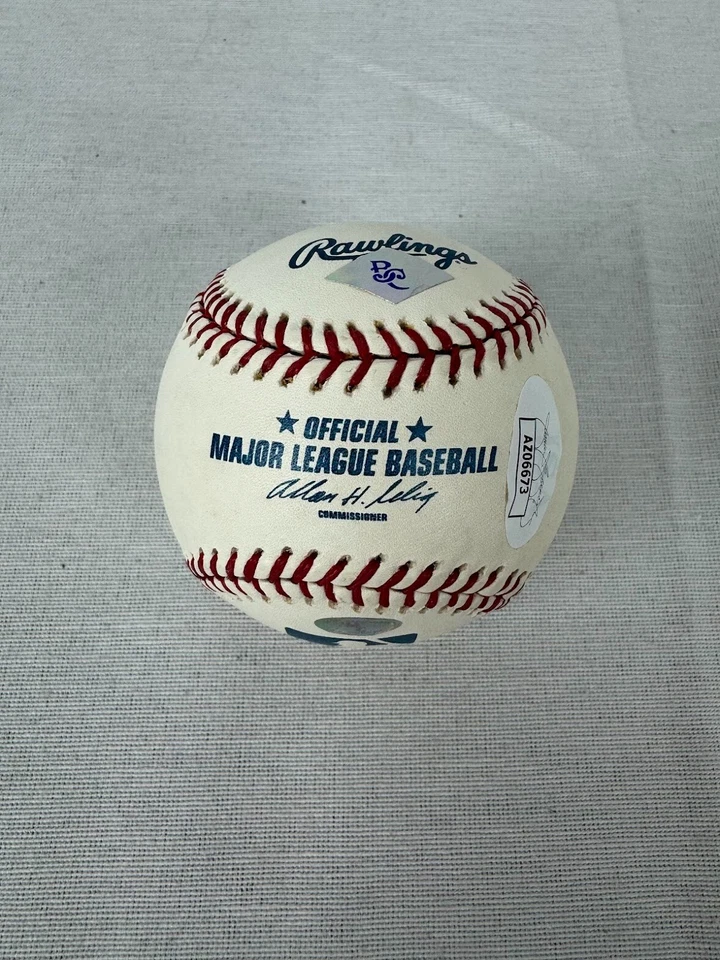 Rawlings
PSC
★ OFFICIAL ★
MAJOR LEAGUE BASEBALL
Allan H. Selig
COMMISSIONER
AZ06673